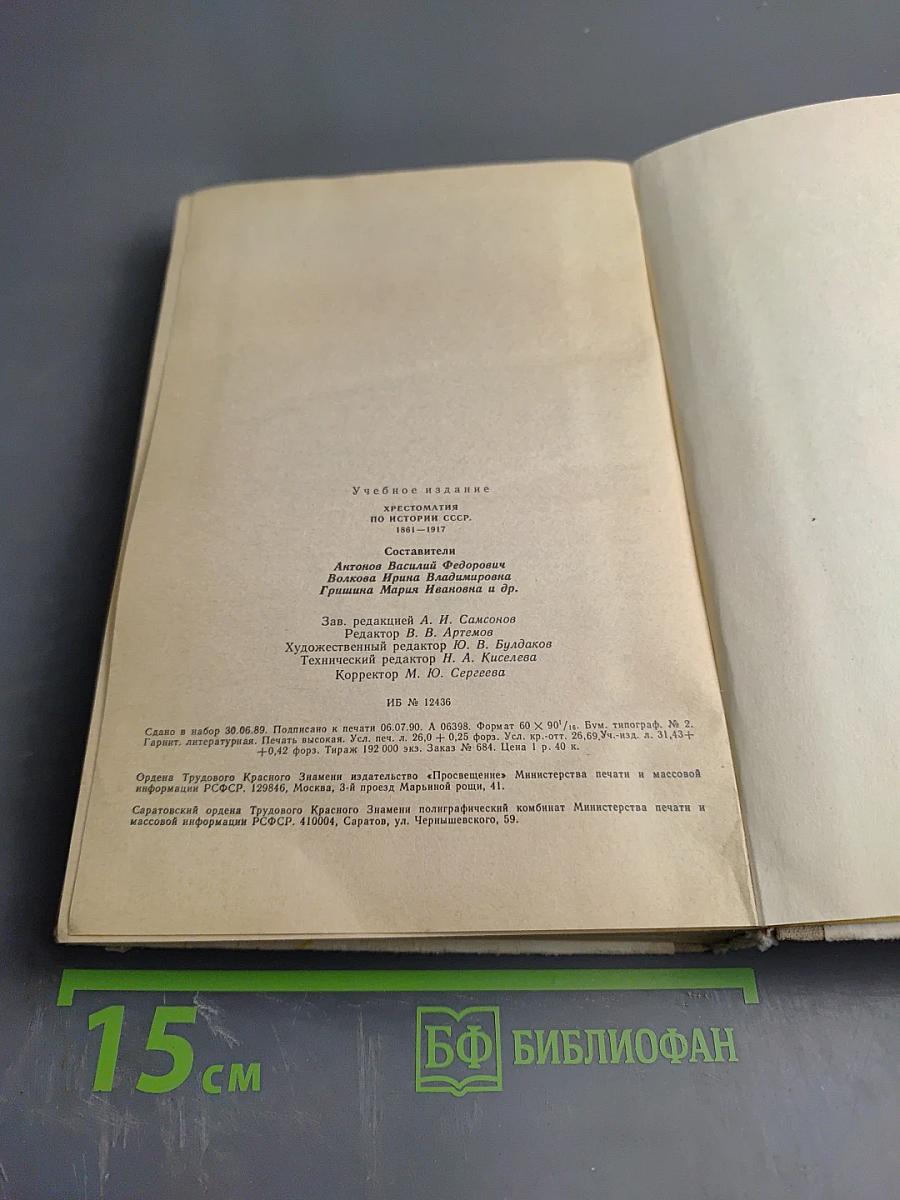 Учебное издание
ХРЕСТОМАТИЯ
ПО ИСТОРИИ СССР.
1861—1917
Составители
Антонов Василий Федорович
Волкова Ирина Владимировна
Гришина Мария Ивановна и др.
Зав. редакцией А. И. Самсонов
Редактор В. В. Артемов
Художественный редактор Ю. В. Булдаков
Технический редактор Н. А. Киселева
Корректор М. Ю. Сергеева
ИБ № 12436
Сдано в набор 30.06.89. Подписано к печати 06.07.90. А 06398. Формат 60 × 90¹/₁₆. Бум. типограф. № 2.
Гарнит. литературная. Печать высокая. Усл. печ. л. 26,0 + 0,25 форз. Усл. кр.-отт. 26,69.Уч.-изд. л. 31,43+
+0,42 форз. Тираж 192 000 экз. Заказ № 684. Цена 1 р. 40 к.
Ордена Трудового Красного Знамени издательство «Просвещение» Министерства печати и массовой
информации РСФСР. 129846, Москва, 3-й проезд Марьиной рощи, 41.
Саратовский ордена Трудового Красного Знамени полиграфический комбинат Министерства печати и
массовой информации РСФСР. 410004, Саратов, ул. Чернышевского, 59.
15 см
БФ БИБЛИОФАН